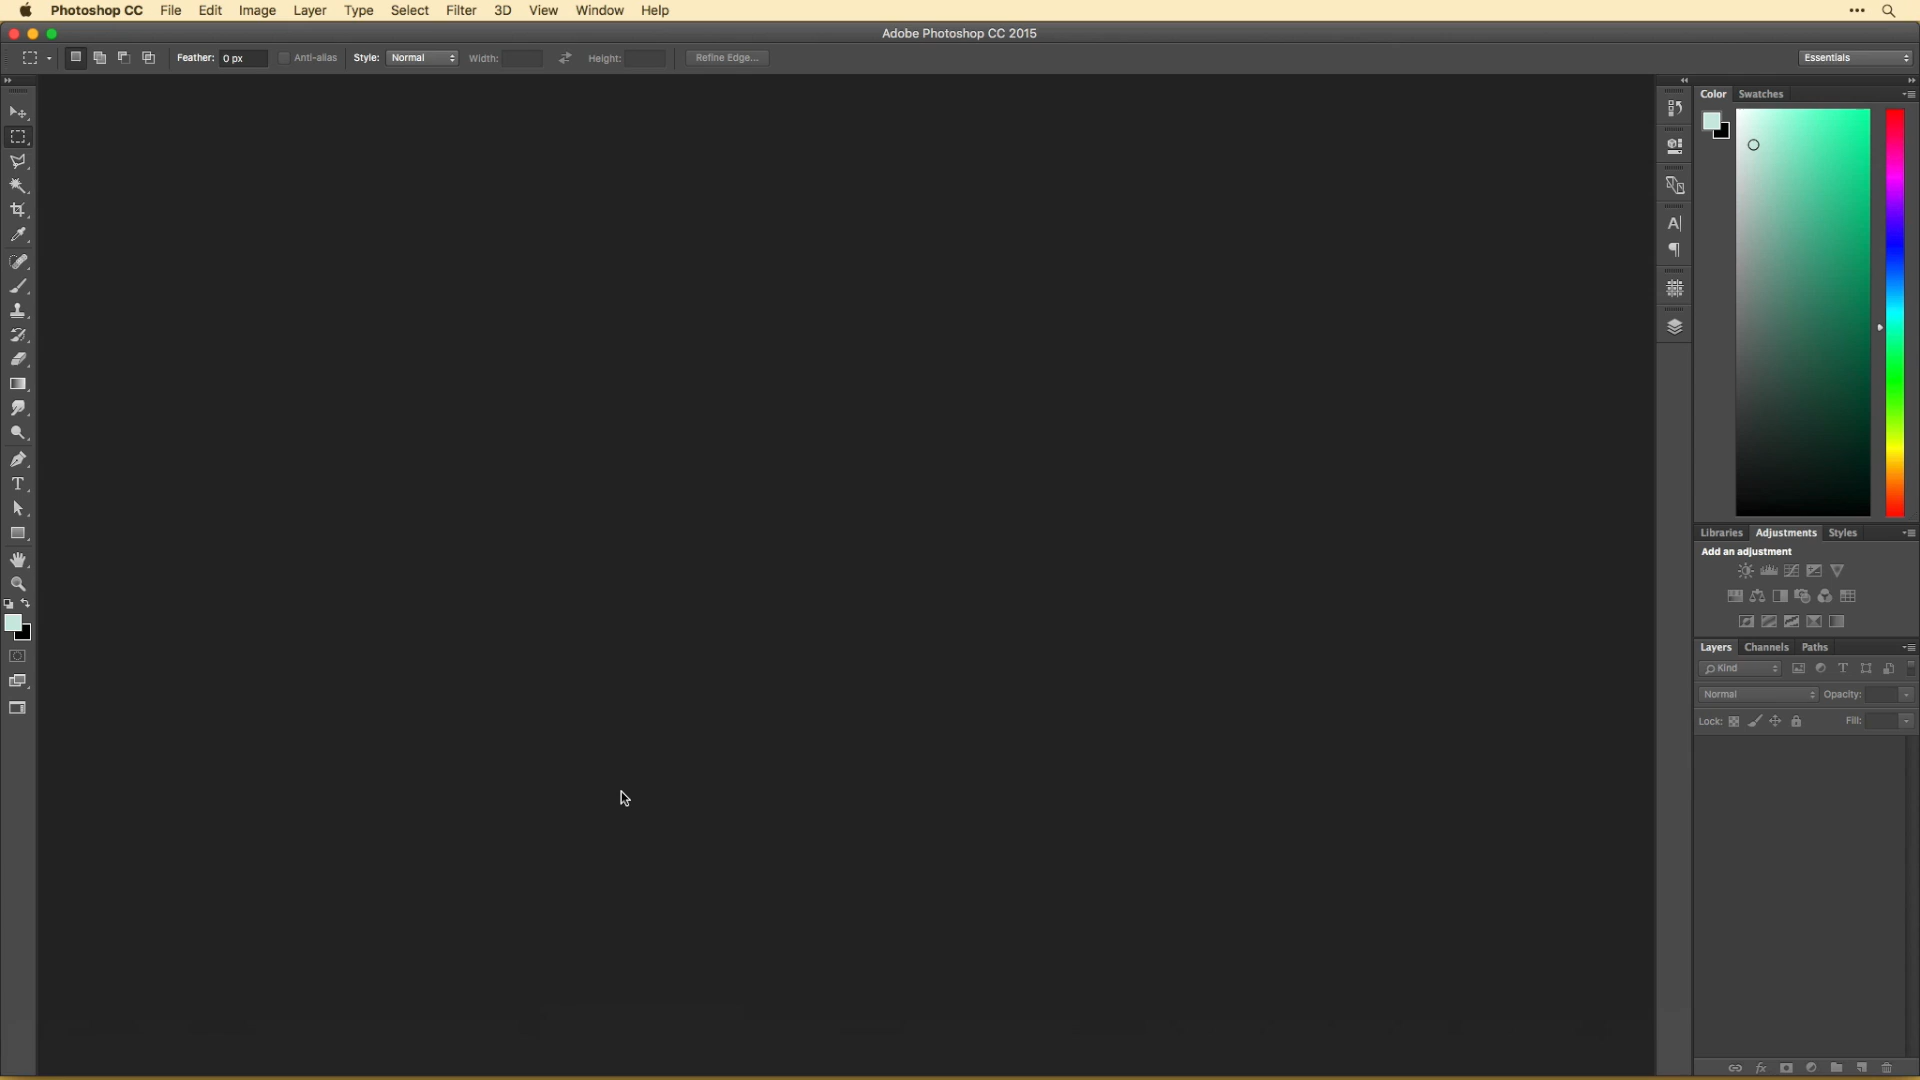 Photoshop CC File Edit Image Layer Type Select Filter 3D View Window Help
Adobe Photoshop CC 2015
Feather: 0 px Anti-alias Style: Normal Width: Height: Refine Edge... Essentials
Color Swatches
Libraries Adjustments Styles
Add an adjustment
Layers Channels Paths
Kind
Normal Opacity:
Lock: Fill: